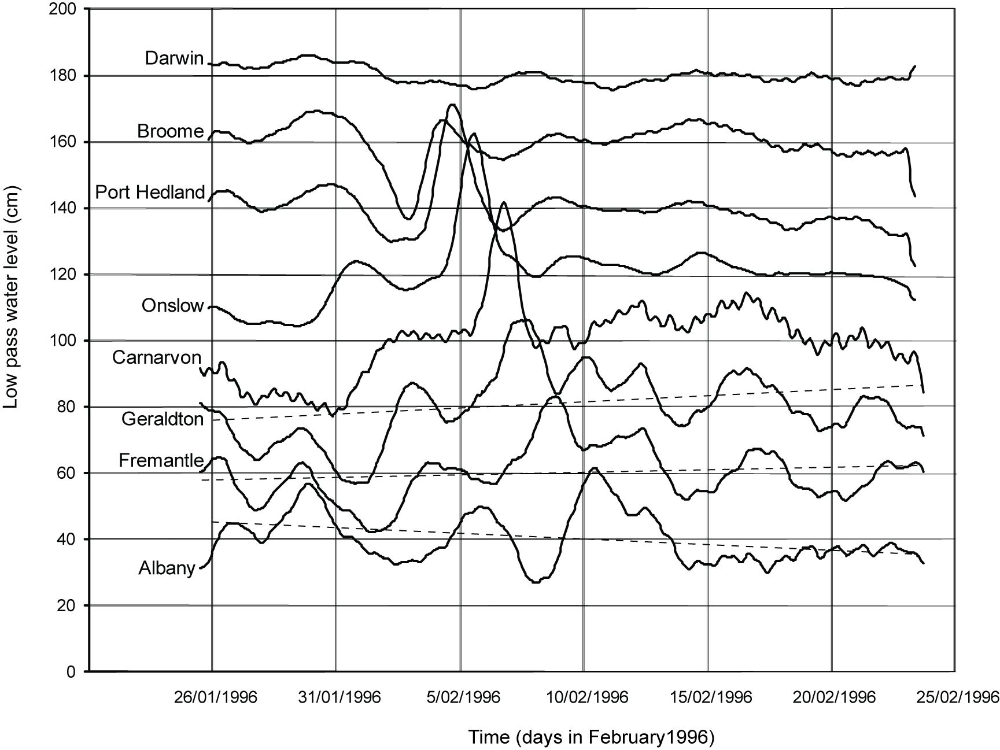 200
Darwin
180
Broome
160
Port Hedland
140
120
Onslow
100
Carnarvon
80
Geraldton
Fremantle
60
40
Albany
20
0
Low pass water level (cm)
26/01/1996 31/01/1996 5/02/1996 10/02/1996 15/02/1996 20/02/1996 25/02/1996
Time (days in February1996)